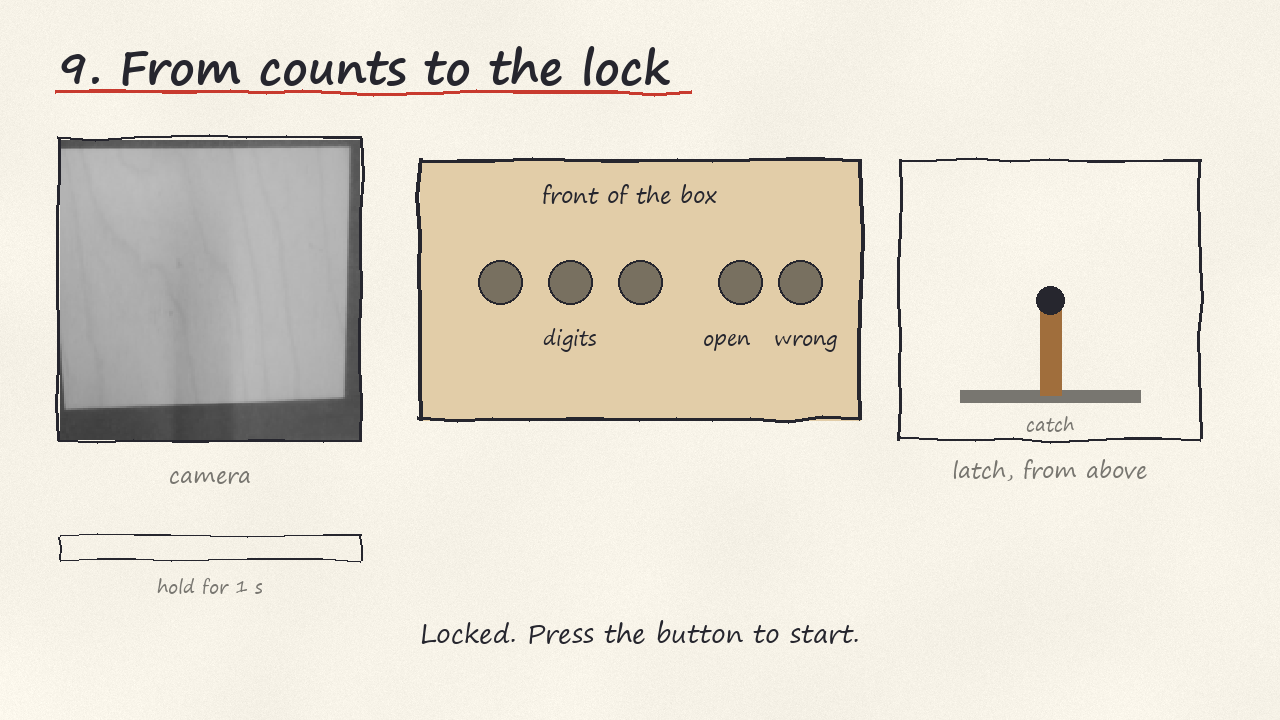 9. From counts to the lock
front of the box
digits
open
wrong
catch
camera
latch, from above
hold for 1 s
Locked. Press the button to start.